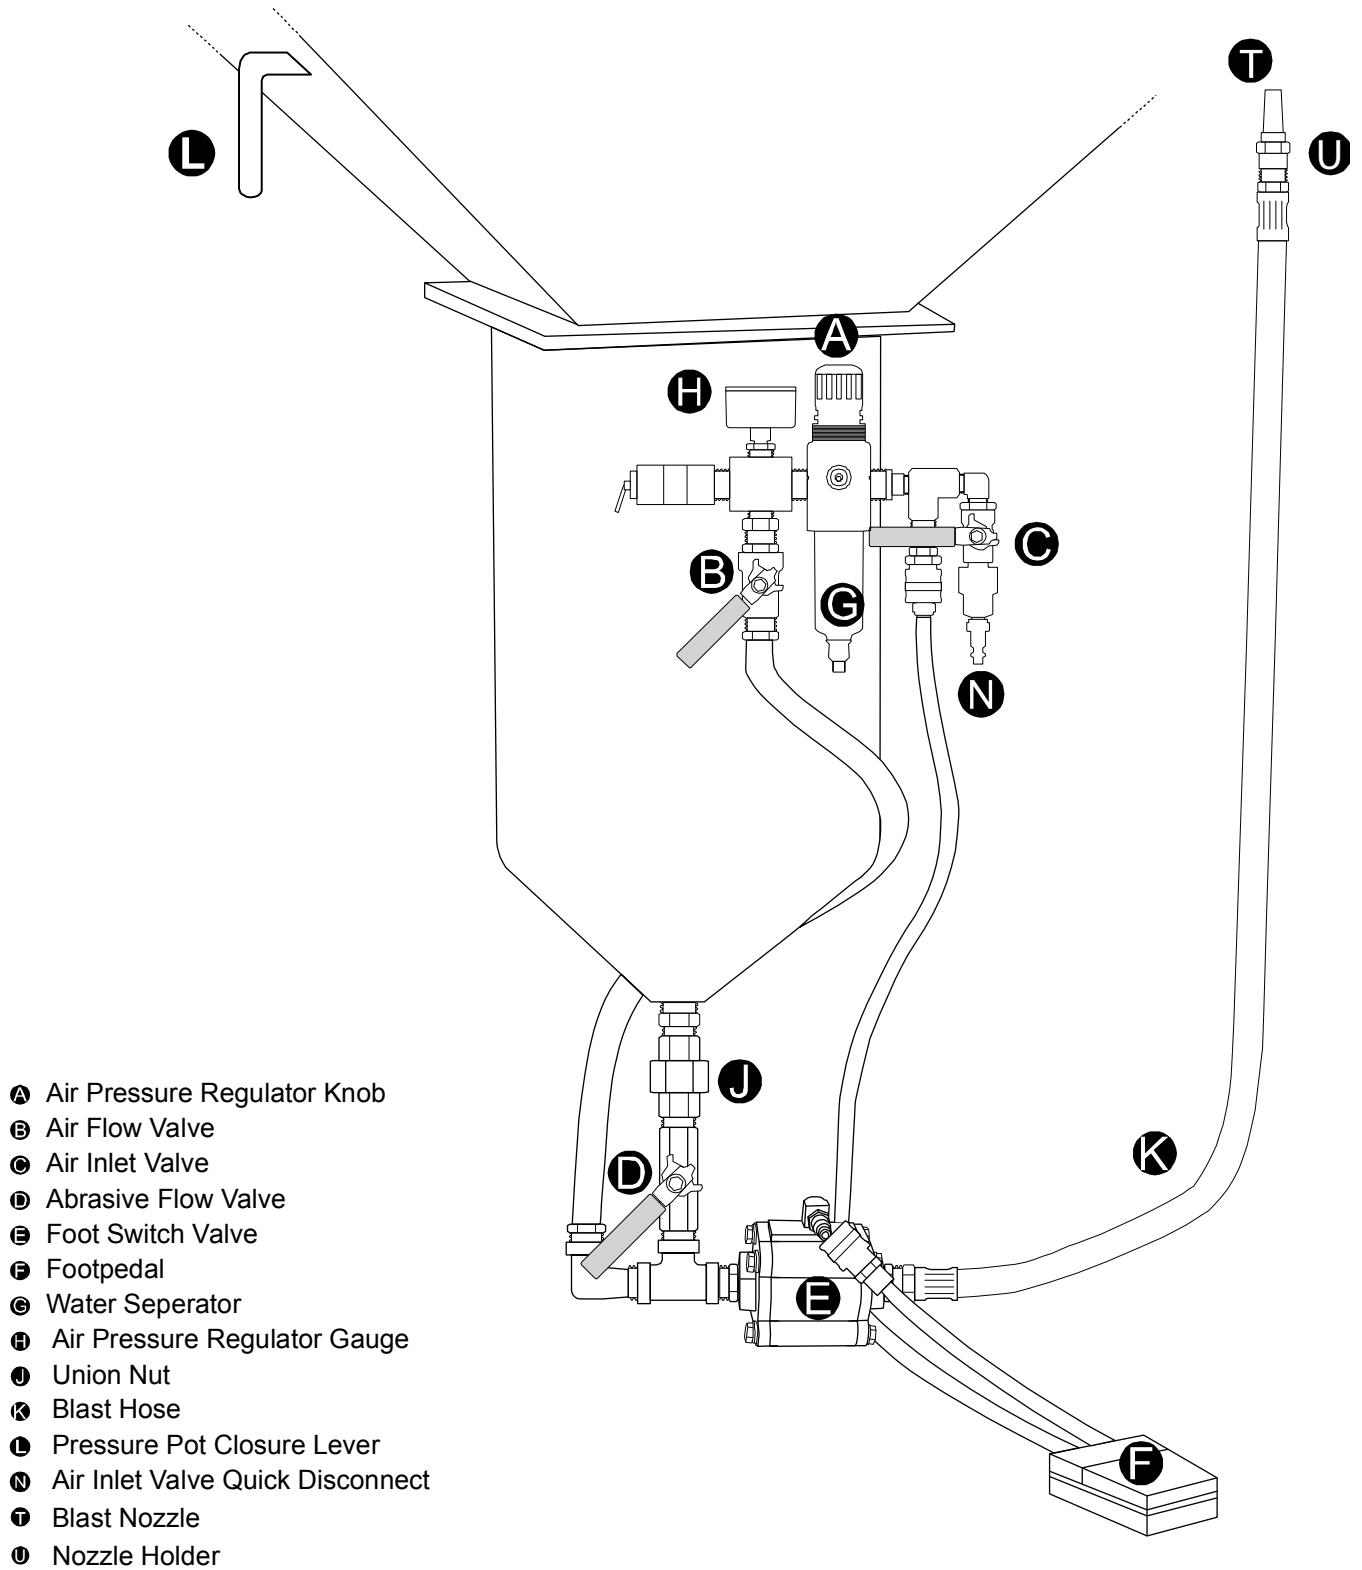 T
L
U
A
H
B
C
G
N
J
K
D
E
F
A Air Pressure Regulator Knob
B Air Flow Valve
C Air Inlet Valve
D Abrasive Flow Valve
E Foot Switch Valve
F Footpedal
G Water Seperator
H Air Pressure Regulator Gauge
J Union Nut
K Blast Hose
L Pressure Pot Closure Lever
N Air Inlet Valve Quick Disconnect
T Blast Nozzle
U Nozzle Holder